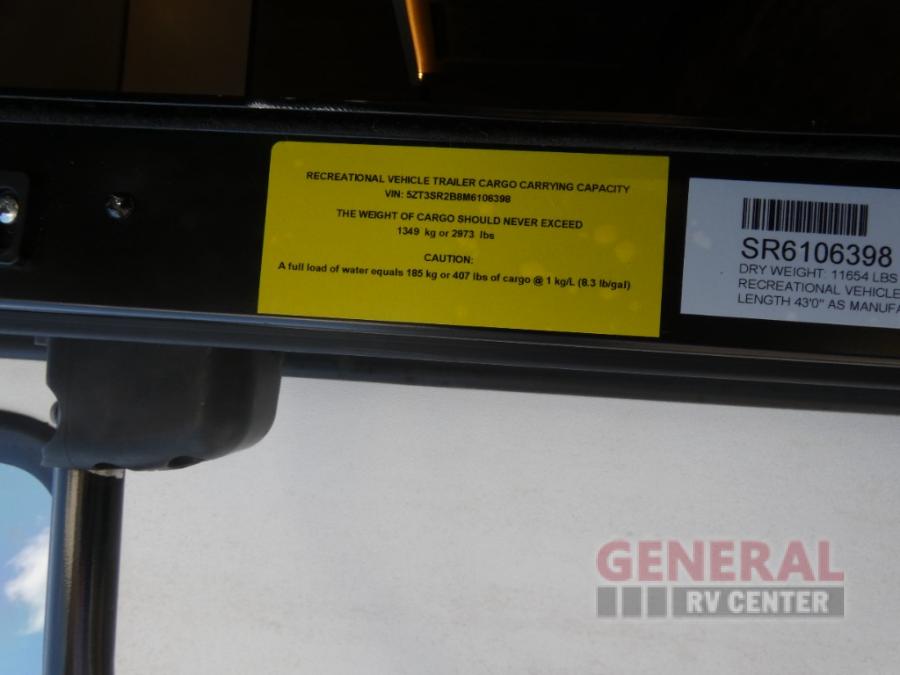 RECREATIONAL VEHICLE TRAILER CARGO CARRYING CAPACITY
VIN: 5ZT3SR2B8M6106398
THE WEIGHT OF CARGO SHOULD NEVER EXCEED
1349 kg or 2973 lbs
CAUTION:
A full load of water equals 185 kg or 407 lbs of cargo @ 1 kg/L (8.3 lb/gal)
SR6106398
DRY WEIGHT: 11654 LBS
RECREATIONAL VEHICLE
LENGTH 43'0" AS MANUFA
GENERAL
RV CENTER